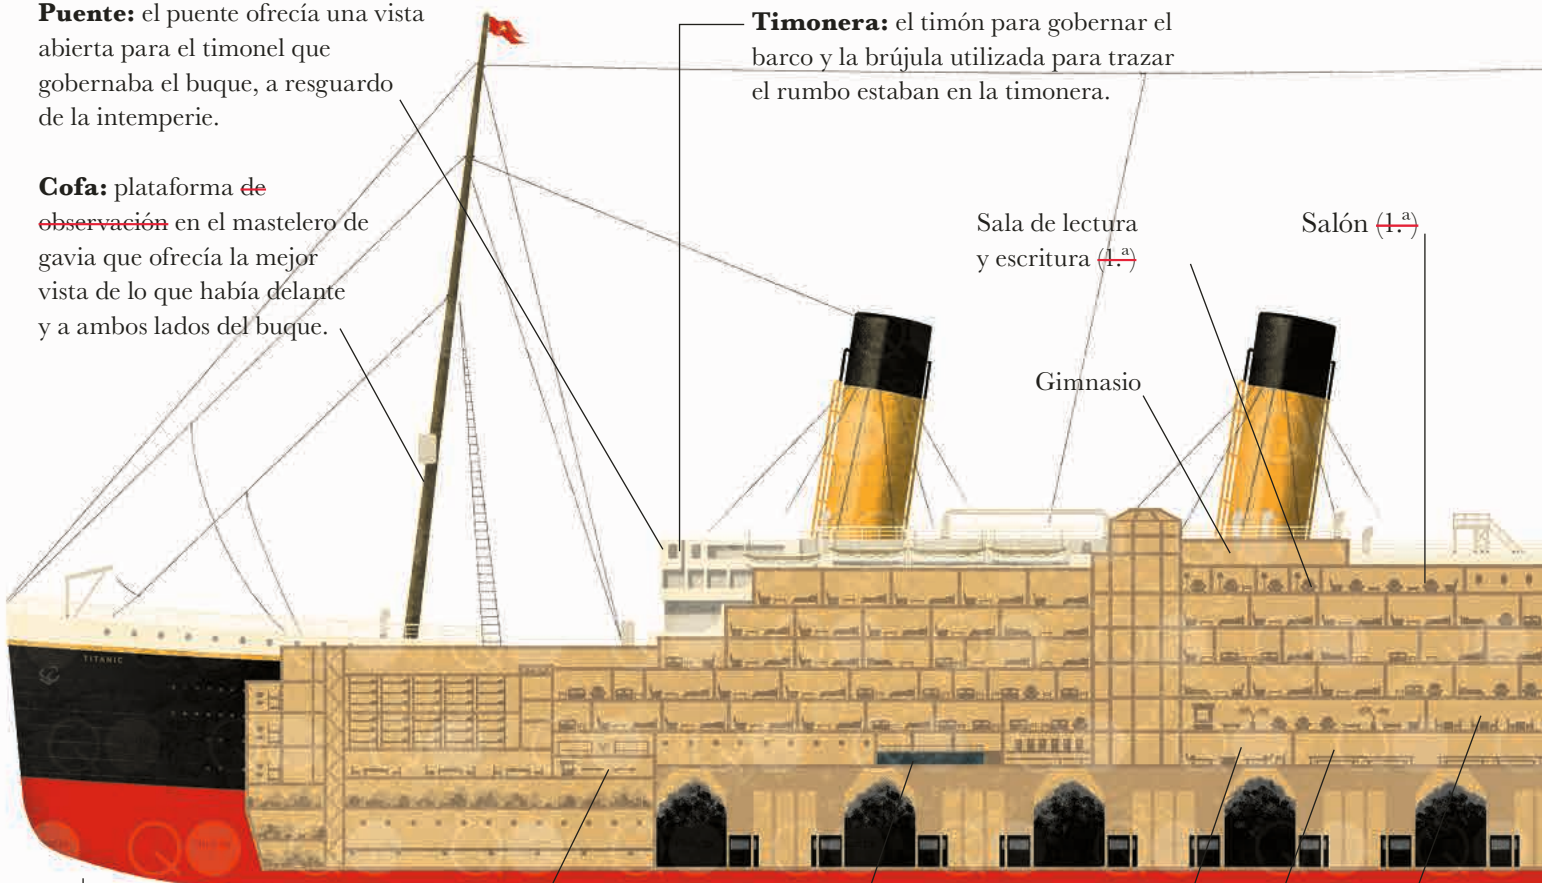 Puente: el puente ofrecía una vista
abierta para el timonel que
gobernaba el buque, a resguardo
de la intemperie.
Cofa: plataforma de
observación en el mastelero de
gavia que ofrecía la mejor
vista de lo que había delante
y a ambos lados del buque.
Timonera: el timón para gobernar el
barco y la brújula utilizada para trazar
el rumbo estaban en la timonera.
Sala de lectura
y escritura (1.ª)
Salón (1.ª)
Gimnasio
TITANIC